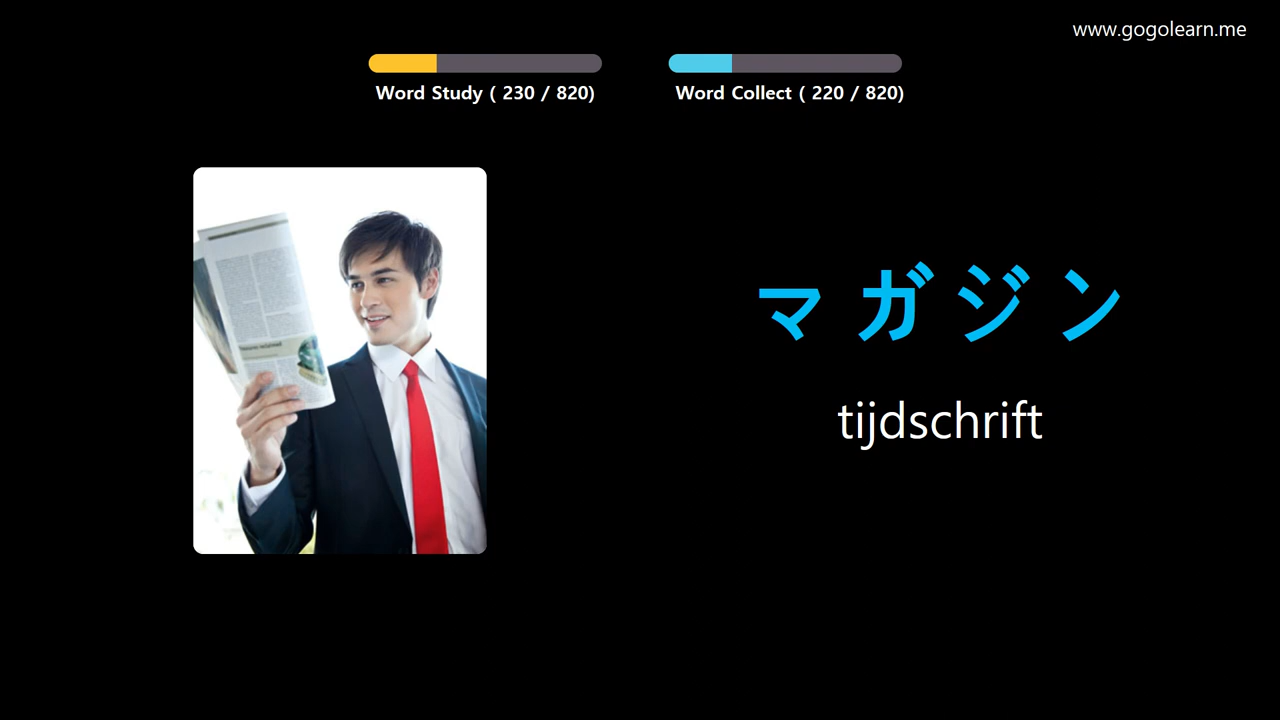 www.gogolearn.me
Word Study ( 230 / 820)
Word Collect ( 220 / 820)
マガジン
tijdschrift